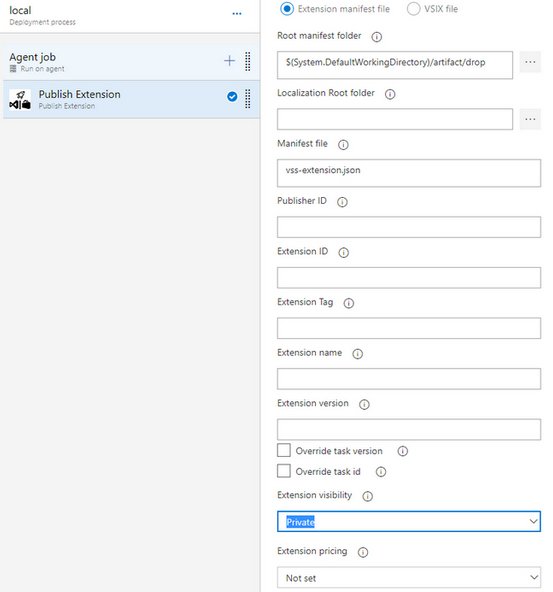 local
Deployment process
Agent job
Run on agent
Publish Extension
Publish Extension
Extension manifest file
VSIX file
Root manifest folder
$(System.DefaultWorkingDirectory)/artifact/drop
Localization Root folder
Manifest file
vss-extension.json
Publisher ID
Extension ID
Extension Tag
Extension name
Extension version
Override task version
Override task id
Extension visibility
Private
Extension pricing
Not set